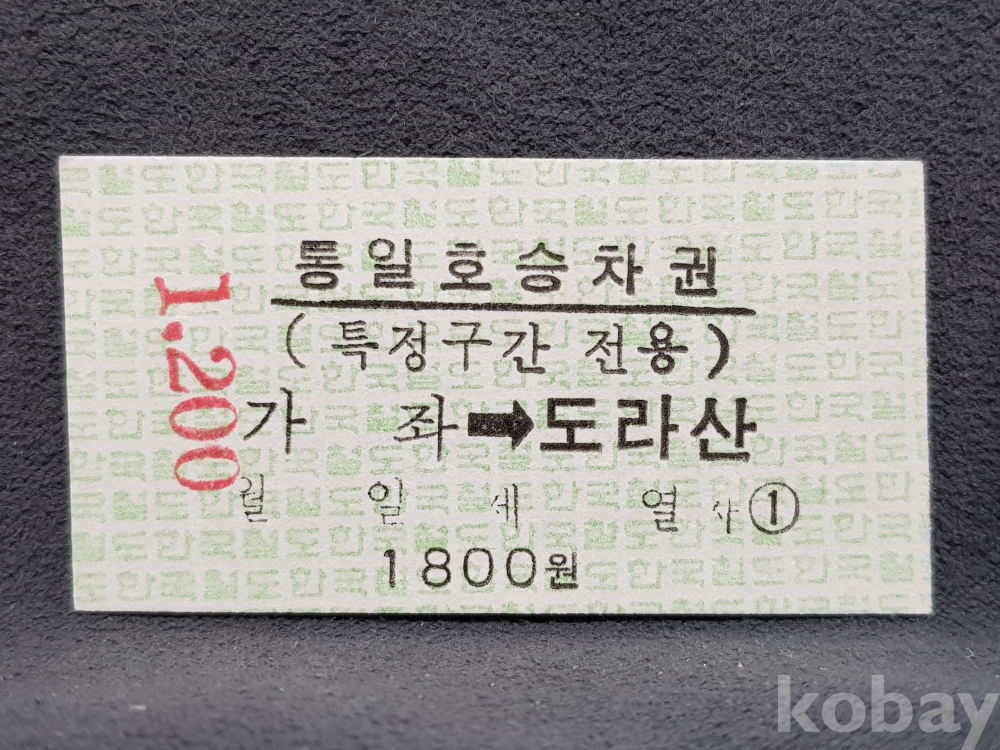 통일호승차권
(특정구간 전용)
가 좌➡도라산
월 일 제 열차①
1800원
1.200
kobay